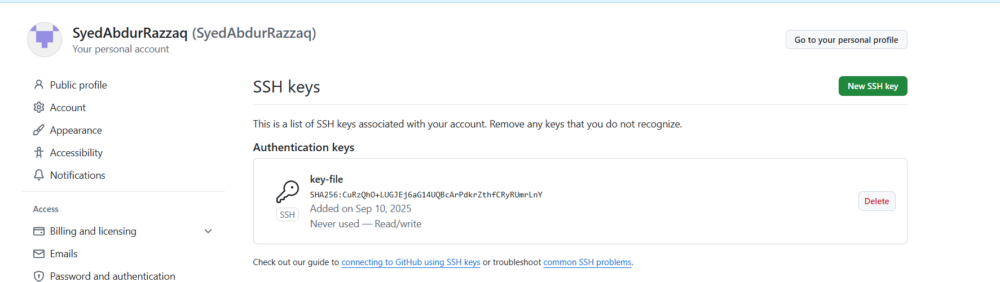 SyedAbdurRazzaq (SyedAbdurRazzaq)
Your personal account
Go to your personal profile
Public profile
Account
Appearance
Accessibility
Notifications
Access
Billing and licensing
Emails
Password and authentication
SSH keys
New SSH key
This is a list of SSH keys associated with your account. Remove any keys that you do not recognize.
Authentication keys
key-file
SHA256:CuRzQhO+LUGJEj6aG14UQBcArPdkrZthfCRyRUmrLnY
Added on Sep 10, 2025
Never used — Read/write
SSH
Delete
Check out our guide to connecting to GitHub using SSH keys or troubleshoot common SSH problems.